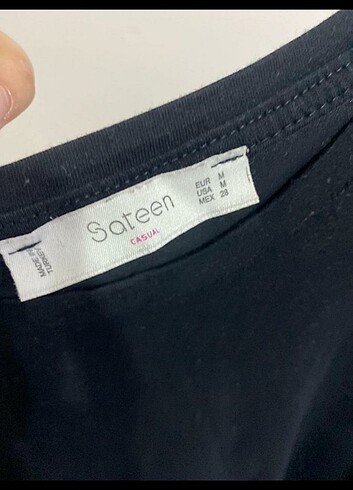 Sateen
CASUAL
EUR M
USA M
MEX 28
MADE IN
TURKEY